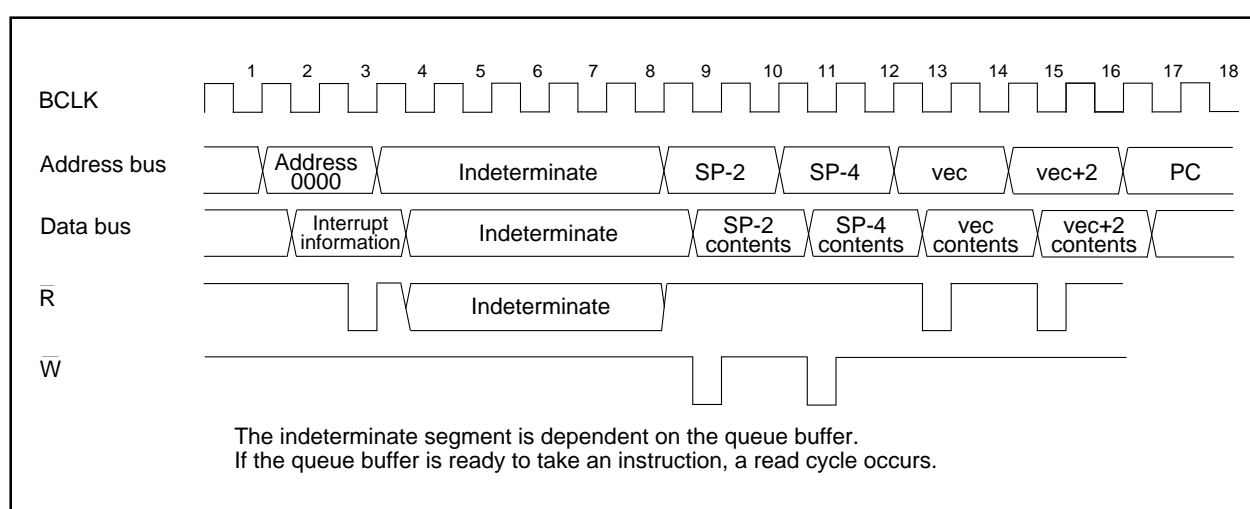 1 2 3 4 5 6 7 8 9 10 11 12 13 14 15 16 17 18
BCLK
Address bus
Address
0000
Indeterminate
SP-2
SP-4
vec
vec+2
PC
Data bus
Interrupt
information
Indeterminate
SP-2
contents
SP-4
contents
vec
contents
vec+2
contents
R̅
Indeterminate
W̅
The indeterminate segment is dependent on the queue buffer.
If the queue buffer is ready to take an instruction, a read cycle occurs.